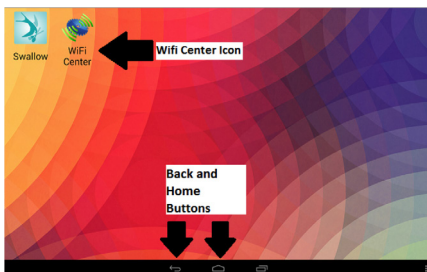 Swallow
WiFi
Center
Wifi Center Icon
Back and
Home
Buttons